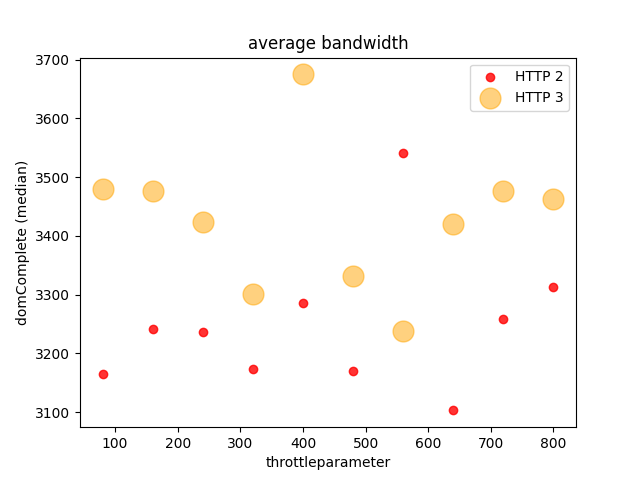 average bandwidth
HTTP 2
HTTP 3
domComplete (median)
3700
3600
3500
3400
3300
3200
3100
100 200 300 400 500 600 700 800
throttleparameter